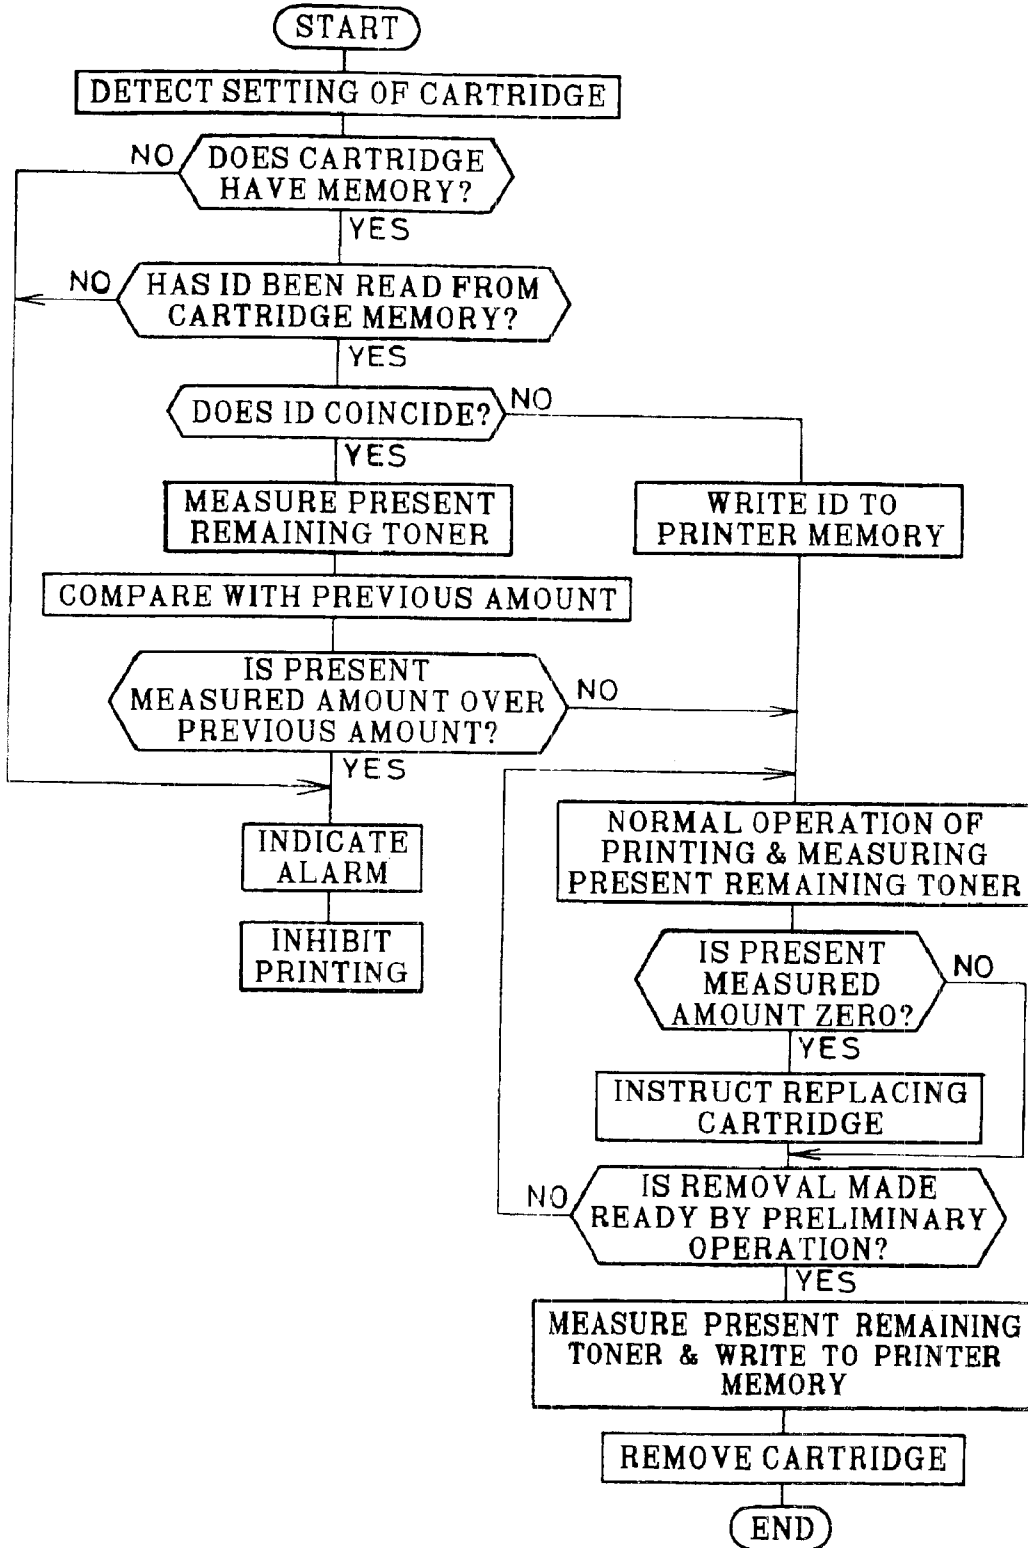 START
DETECT SETTING OF CARTRIDGE
NO
DOES CARTRIDGE
HAVE MEMORY?
YES
NO
HAS ID BEEN READ FROM
CARTRIDGE MEMORY?
YES
DOES ID COINCIDE?
NO
YES
MEASURE PRESENT
REMAINING TONER
WRITE ID TO
PRINTER MEMORY
COMPARE WITH PREVIOUS AMOUNT
IS PRESENT
MEASURED AMOUNT OVER
PREVIOUS AMOUNT?
NO
YES
INDICATE
ALARM
INHIBIT
PRINTING
NORMAL OPERATION OF
PRINTING & MEASURING
PRESENT REMAINING TONER
IS PRESENT
MEASURED
AMOUNT ZERO?
NO
YES
INSTRUCT REPLACING
CARTRIDGE
NO
IS REMOVAL MADE
READY BY PRELIMINARY
OPERATION?
YES
MEASURE PRESENT REMAINING
TONER & WRITE TO PRINTER
MEMORY
REMOVE CARTRIDGE
END